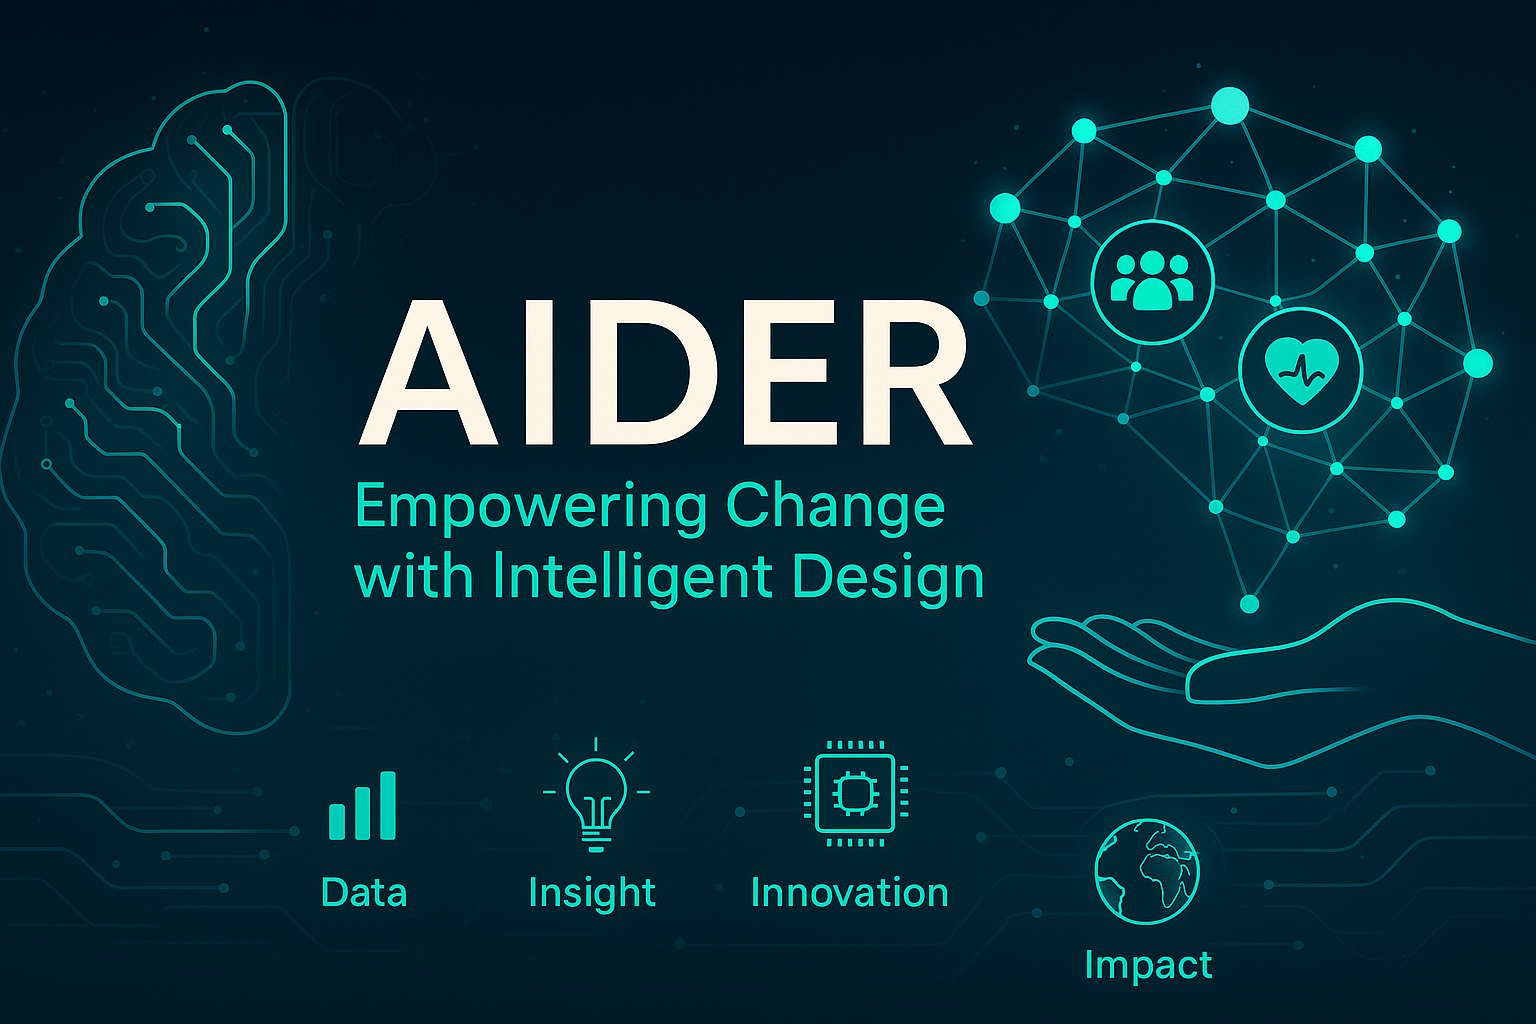 AIDER
Empowering Change
with Intelligent Design
Data
Insight
Innovation
Impact